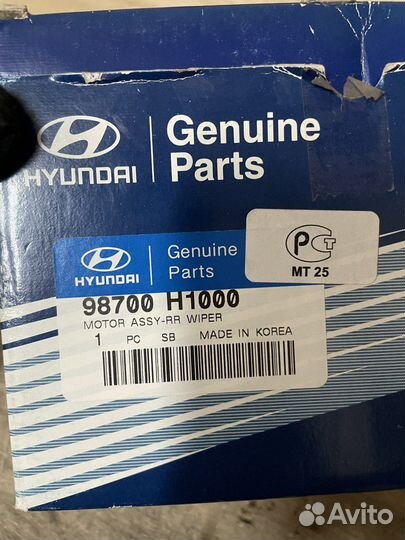 HYUNDAI
Genuine
Parts
HYUNDAI
Genuine
Parts
РСТ
MT 25
98700 H1000
MOTOR ASSY-RR WIPER
1 PC SB MADE IN KOREA
Avito